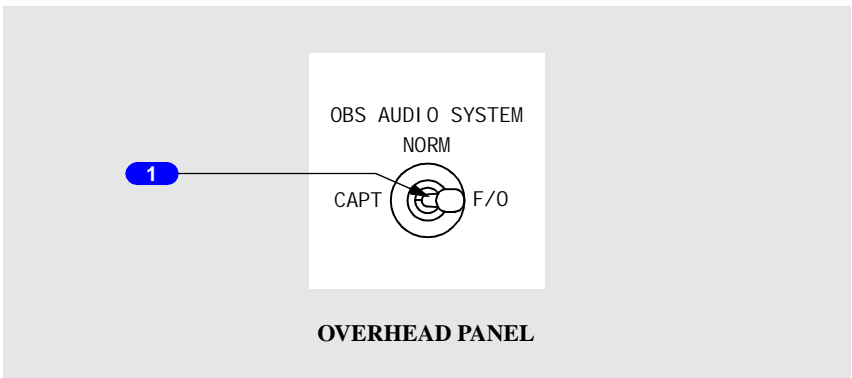 OBS AUDIO SYSTEM
NORM
1
CAPT
F/O
OVERHEAD PANEL